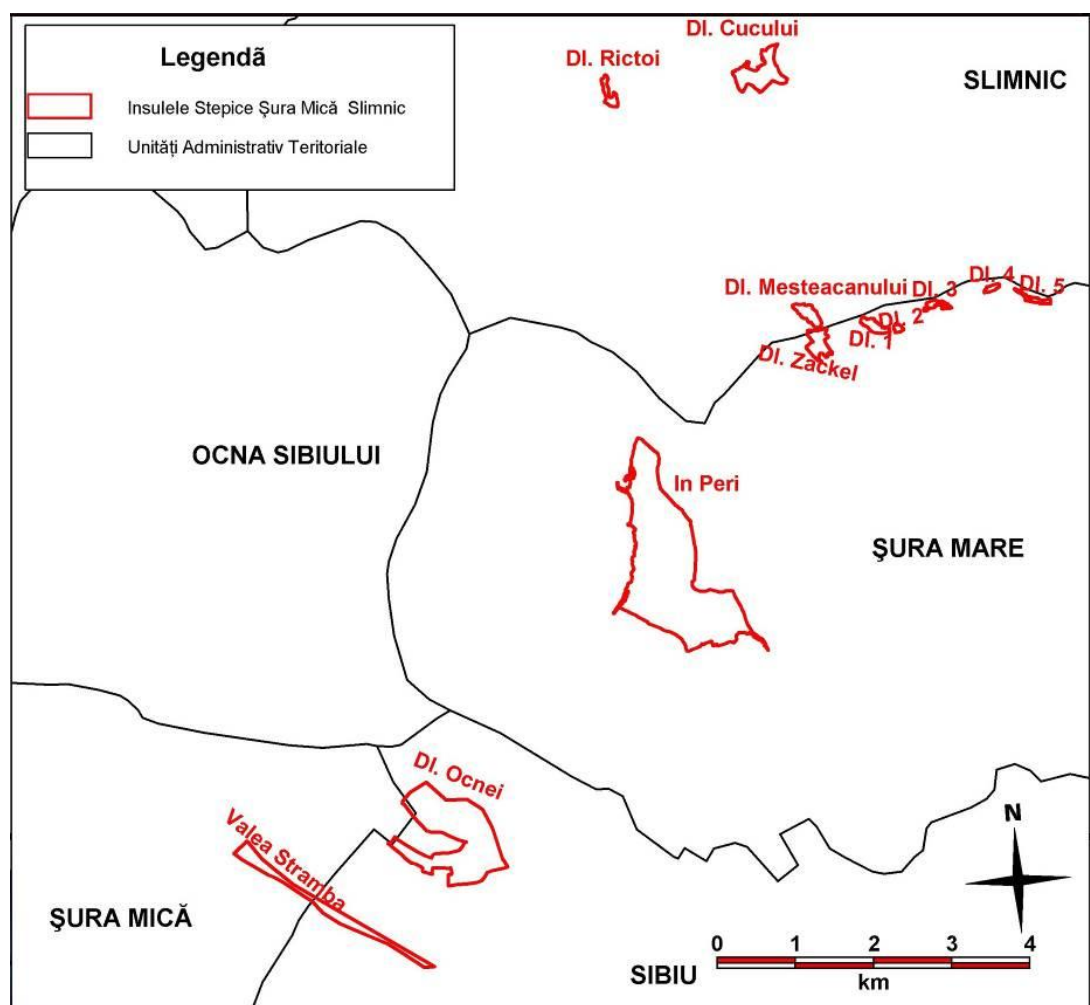 Legendã
Insulele Stepice Şura Mică Slimnic
Unităţi Administrativ Teritoriale
Dl. Cucului
Dl. Rictoi
SLIMNIC
Dl. Mesteacanului
Dl. 1
Dl. 2
Dl. 3
Dl. 4
Dl. 5
Dl. Zackel
OCNA SIBIULUI
In Peri
ŞURA MARE
Dl. Ocnei
Valea Stramba
ŞURA MICĂ
SIBIU
N
0 1 2 3 4
km